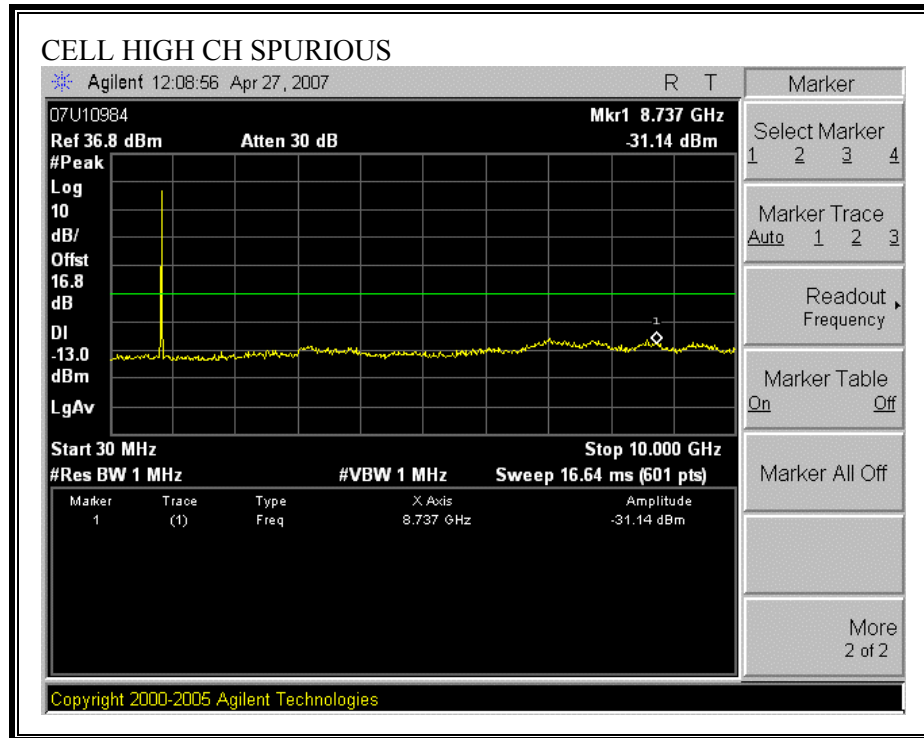 CELL HIGH CH SPURIOUS
Agilent 12:08:56 Apr 27, 2007 R T
Marker
07U10984 Mkr1 8.737 GHz
Ref 36.8 dBm Atten 30 dB -31.14 dBm
#Peak
Log
10
dB/
Offst
16.8
dB
DI
-13.0
dBm
LgAv
1
Start 30 MHz Stop 10.000 GHz
#Res BW 1 MHz #VBW 1 MHz Sweep 16.64 ms (601 pts)
Marker Trace Type X Axis Amplitude
1 (1) Freq 8.737 GHz -31.14 dBm
Select Marker
1 2 3 4
Marker Trace
Auto 1 2 3
Readout
Frequency
Marker Table
On Off
Marker All Off
More
2 of 2
Copyright 2000-2005 Agilent Technologies